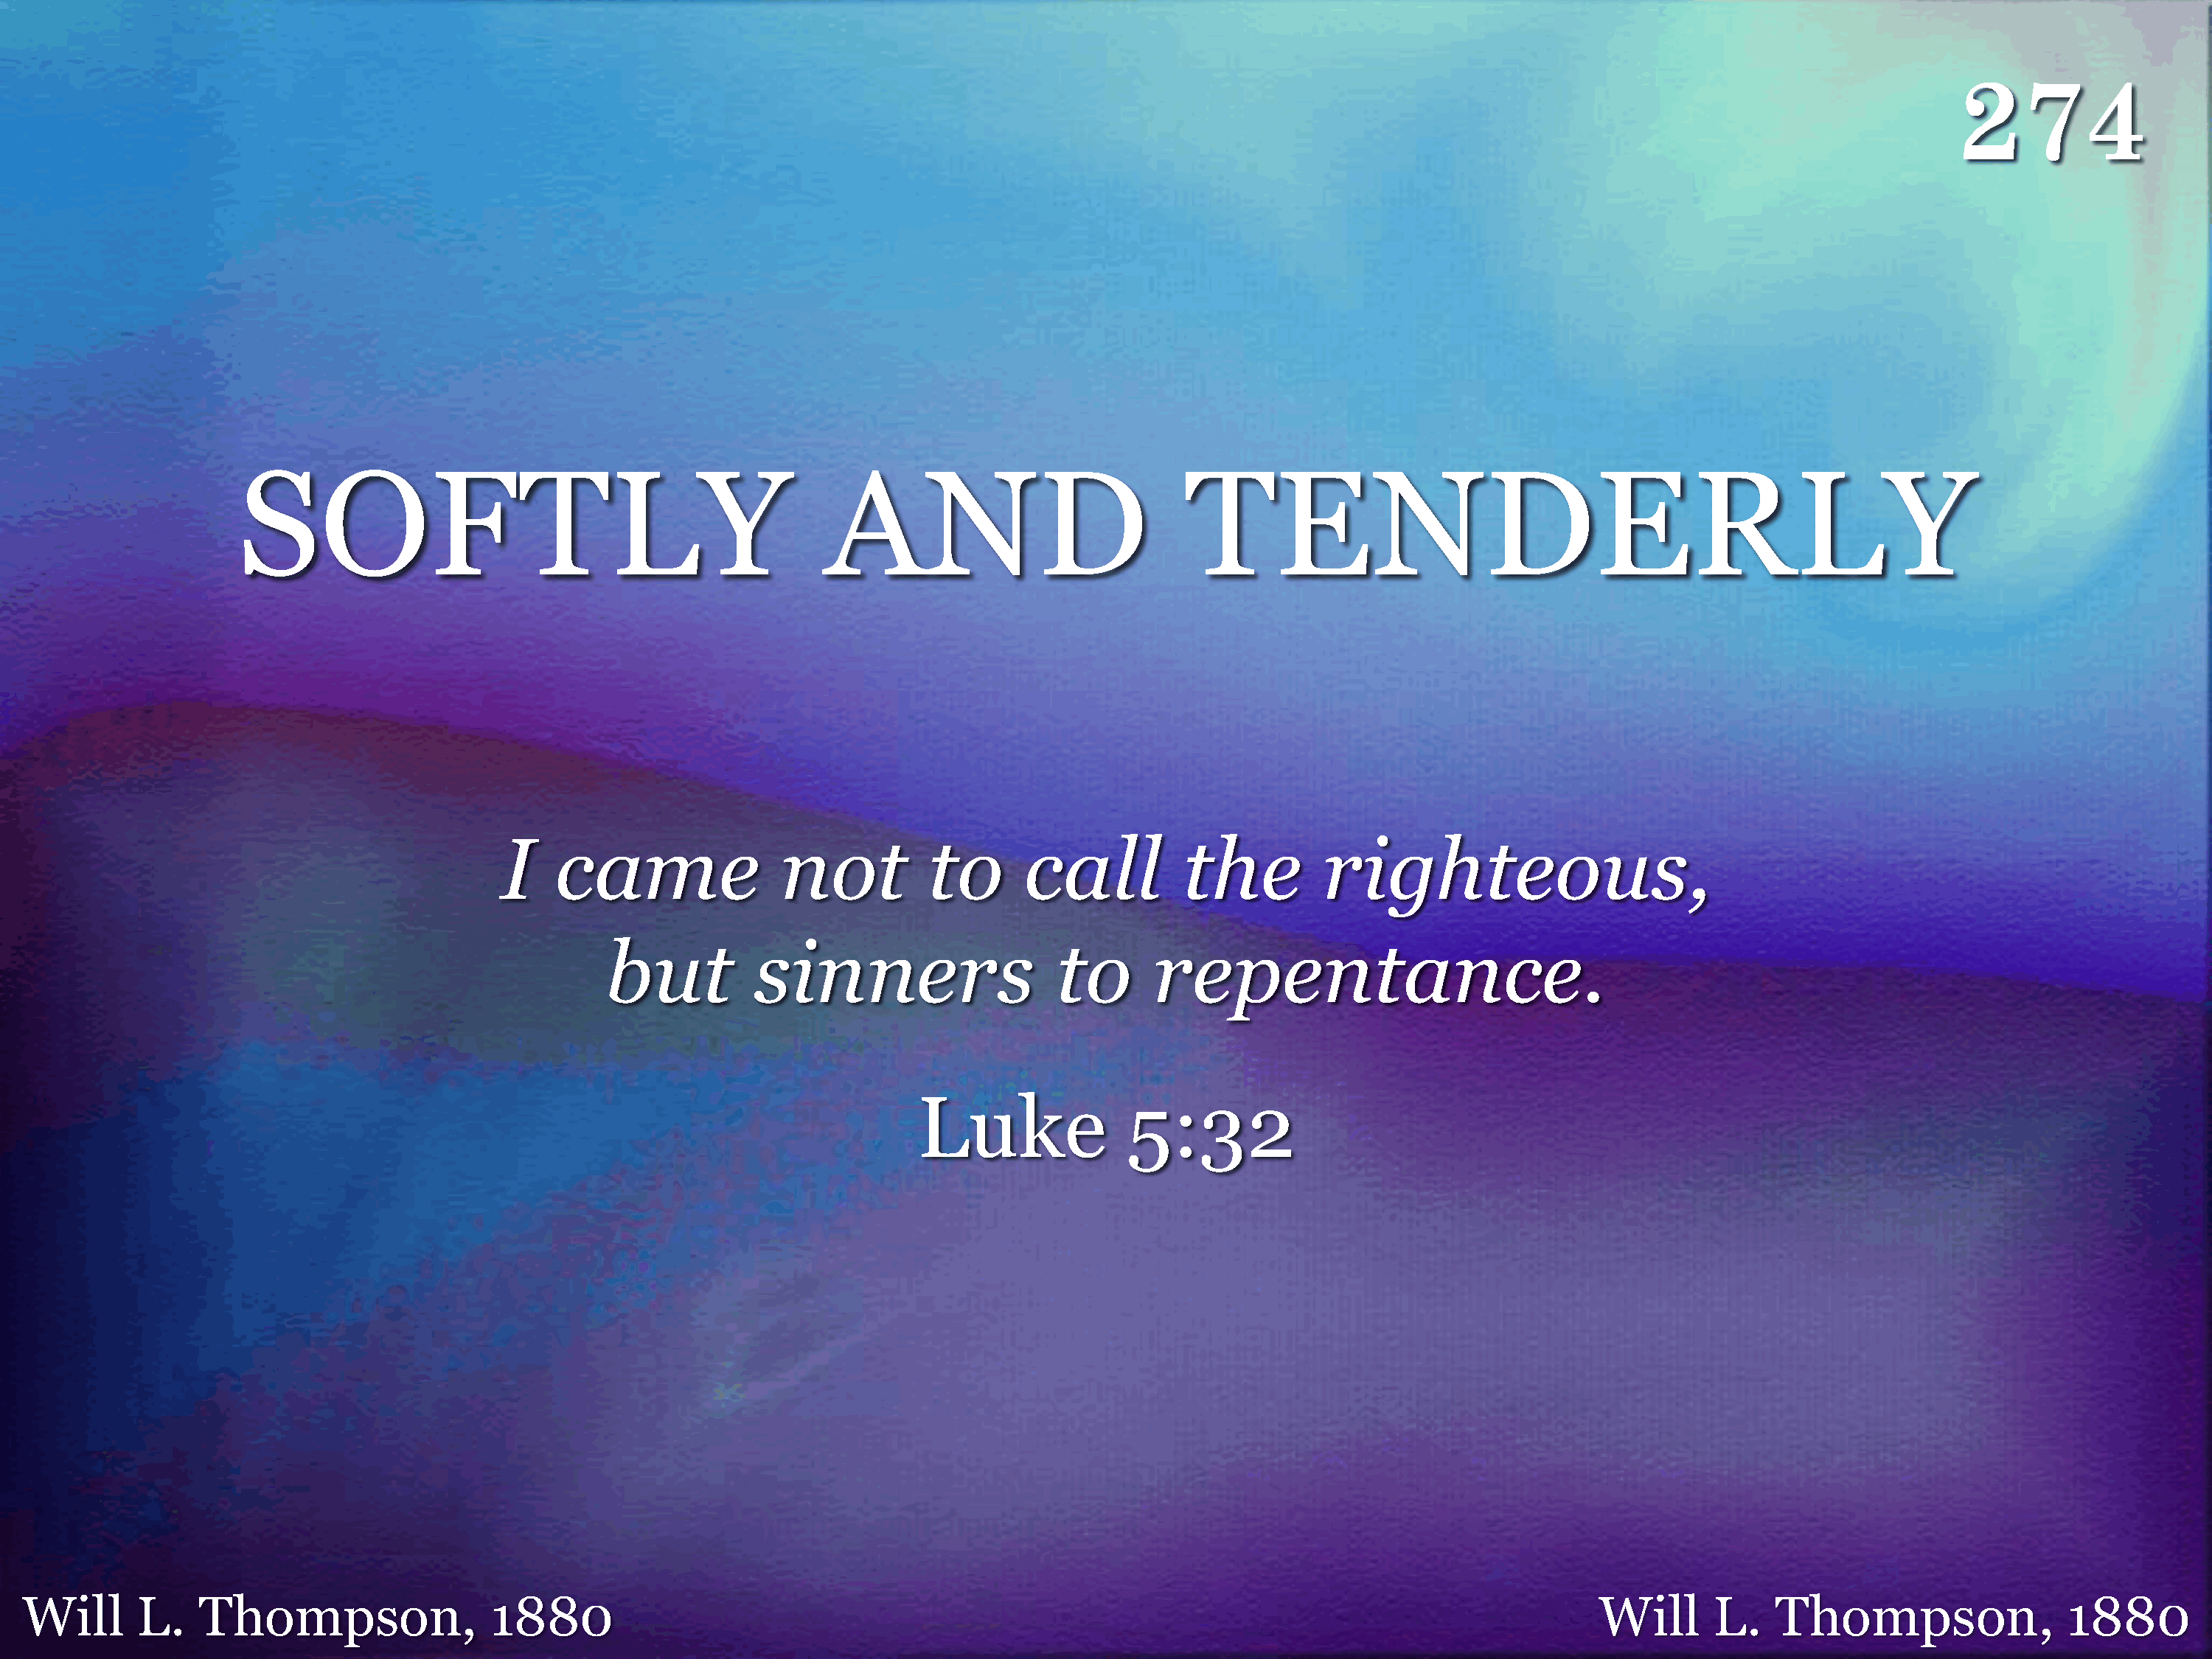 274
SOFTLY AND TENDERLY
I came not to call the righteous,
but sinners to repentance.
Luke 5:32
Will L. Thompson, 1880
Will L. Thompson, 1880